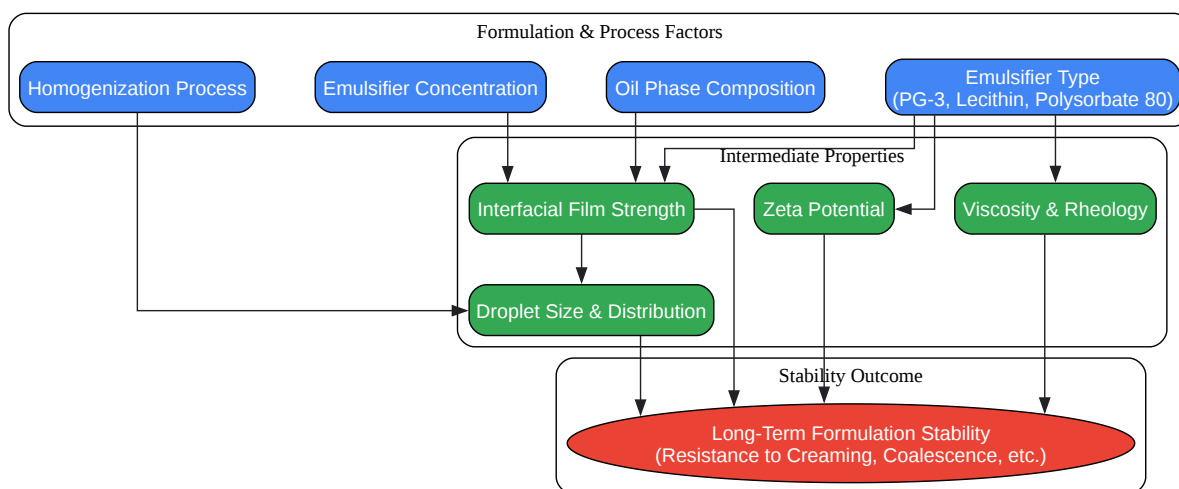 Formulation & Process Factors
Homogenization Process
Emulsifier Concentration
Oil Phase Composition
Emulsifier Type
(PG-3, Lecithin, Polysorbate 80)
Intermediate Properties
Interfacial Film Strength
Zeta Potential
Viscosity & Rheology
Droplet Size & Distribution
Stability Outcome
Long-Term Formulation Stability
(Resistance to Creaming, Coalescence, etc.)